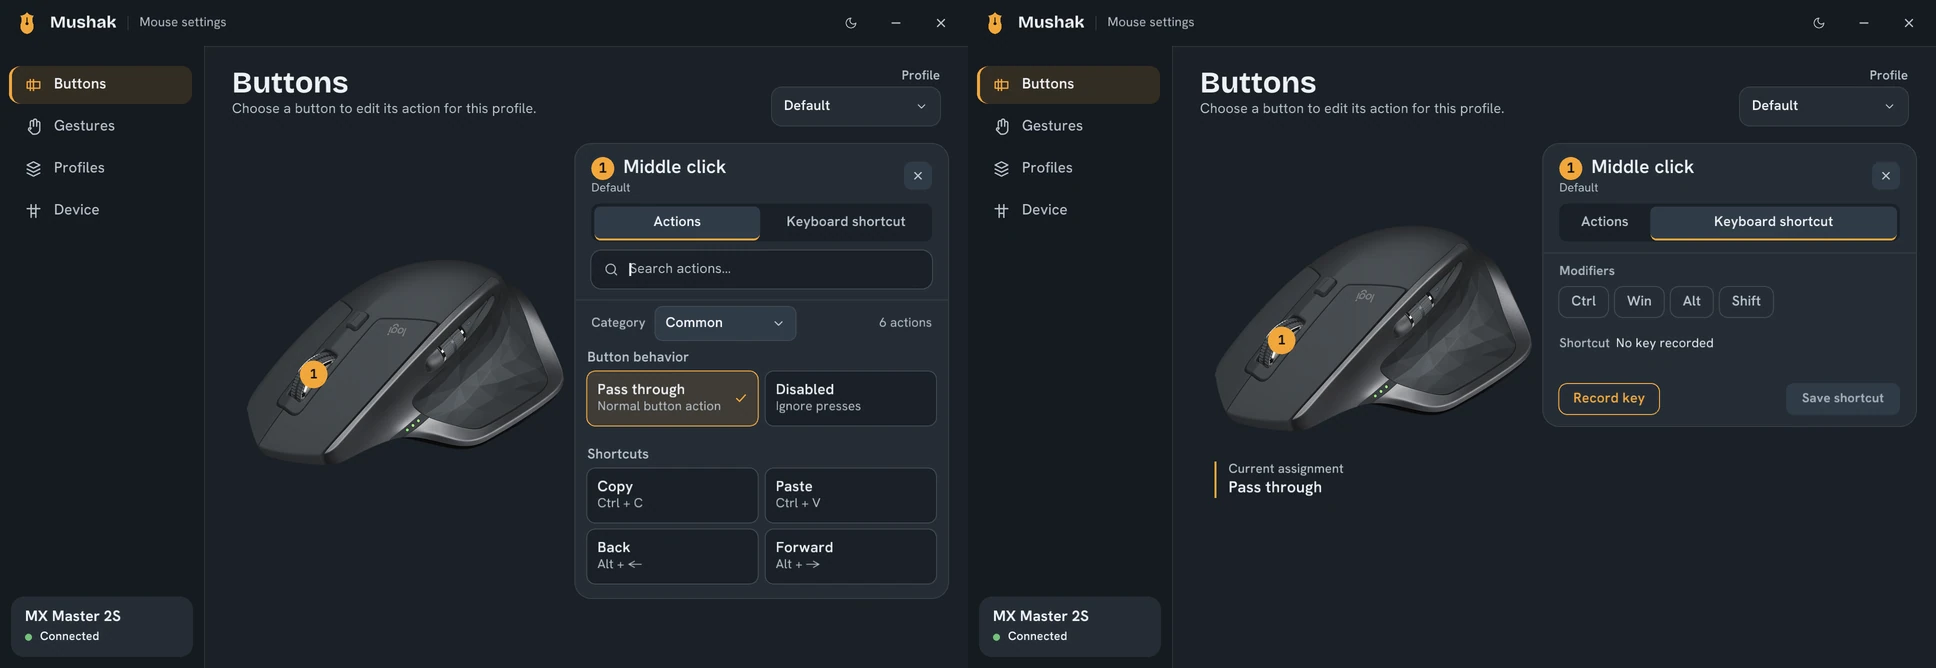 Mushak
Mouse settings
Buttons
Gestures
Profiles
Device
MX Master 2S
Connected
Buttons
Choose a button to edit its action for this profile.
Profile
Default
logi
1
1 Middle click
Default
Actions
Keyboard shortcut
Search actions...
Category
Common
6 actions
Button behavior
Pass through
Normal button action
Disabled
Ignore presses
Shortcuts
Copy
Ctrl + C
Paste
Ctrl + V
Back
Alt + ←
Forward
Alt + →
Mushak
Mouse settings
Buttons
Gestures
Profiles
Device
MX Master 2S
Connected
Buttons
Choose a button to edit its action for this profile.
Profile
Default
logi
1
Current assignment
Pass through
1 Middle click
Default
Actions
Keyboard shortcut
Modifiers
Ctrl
Win
Alt
Shift
Shortcut No key recorded
Record key
Save shortcut